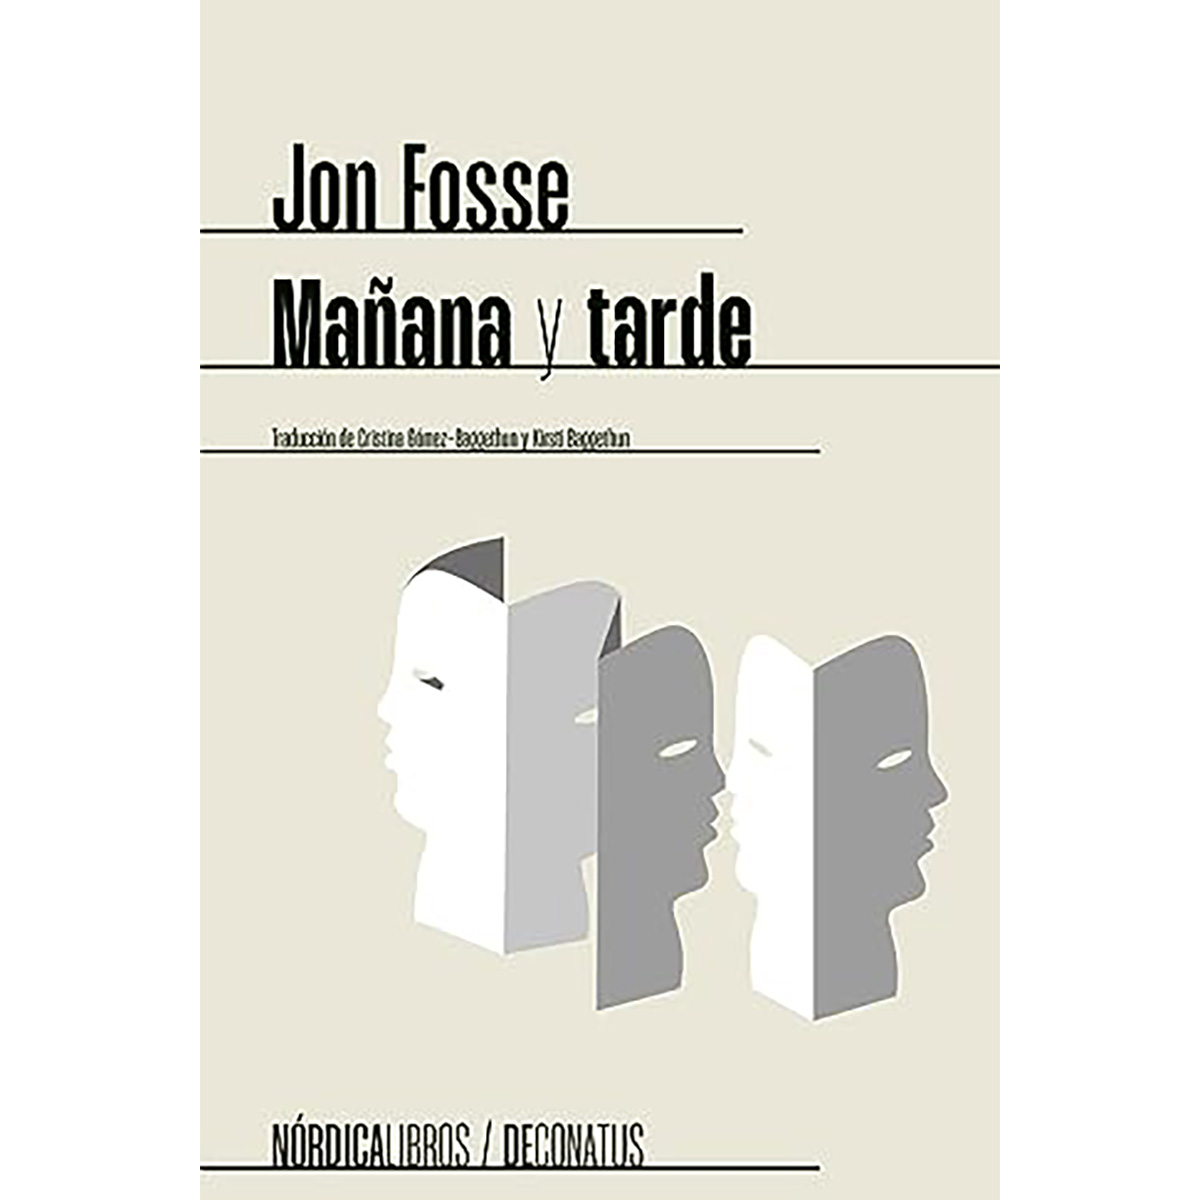 Jon Fosse
Mañana y tarde
Traducción de Cristina Gómez-Baggethun y Kirsti Baggethun
NÓRDICALIBROS / DECONATUS